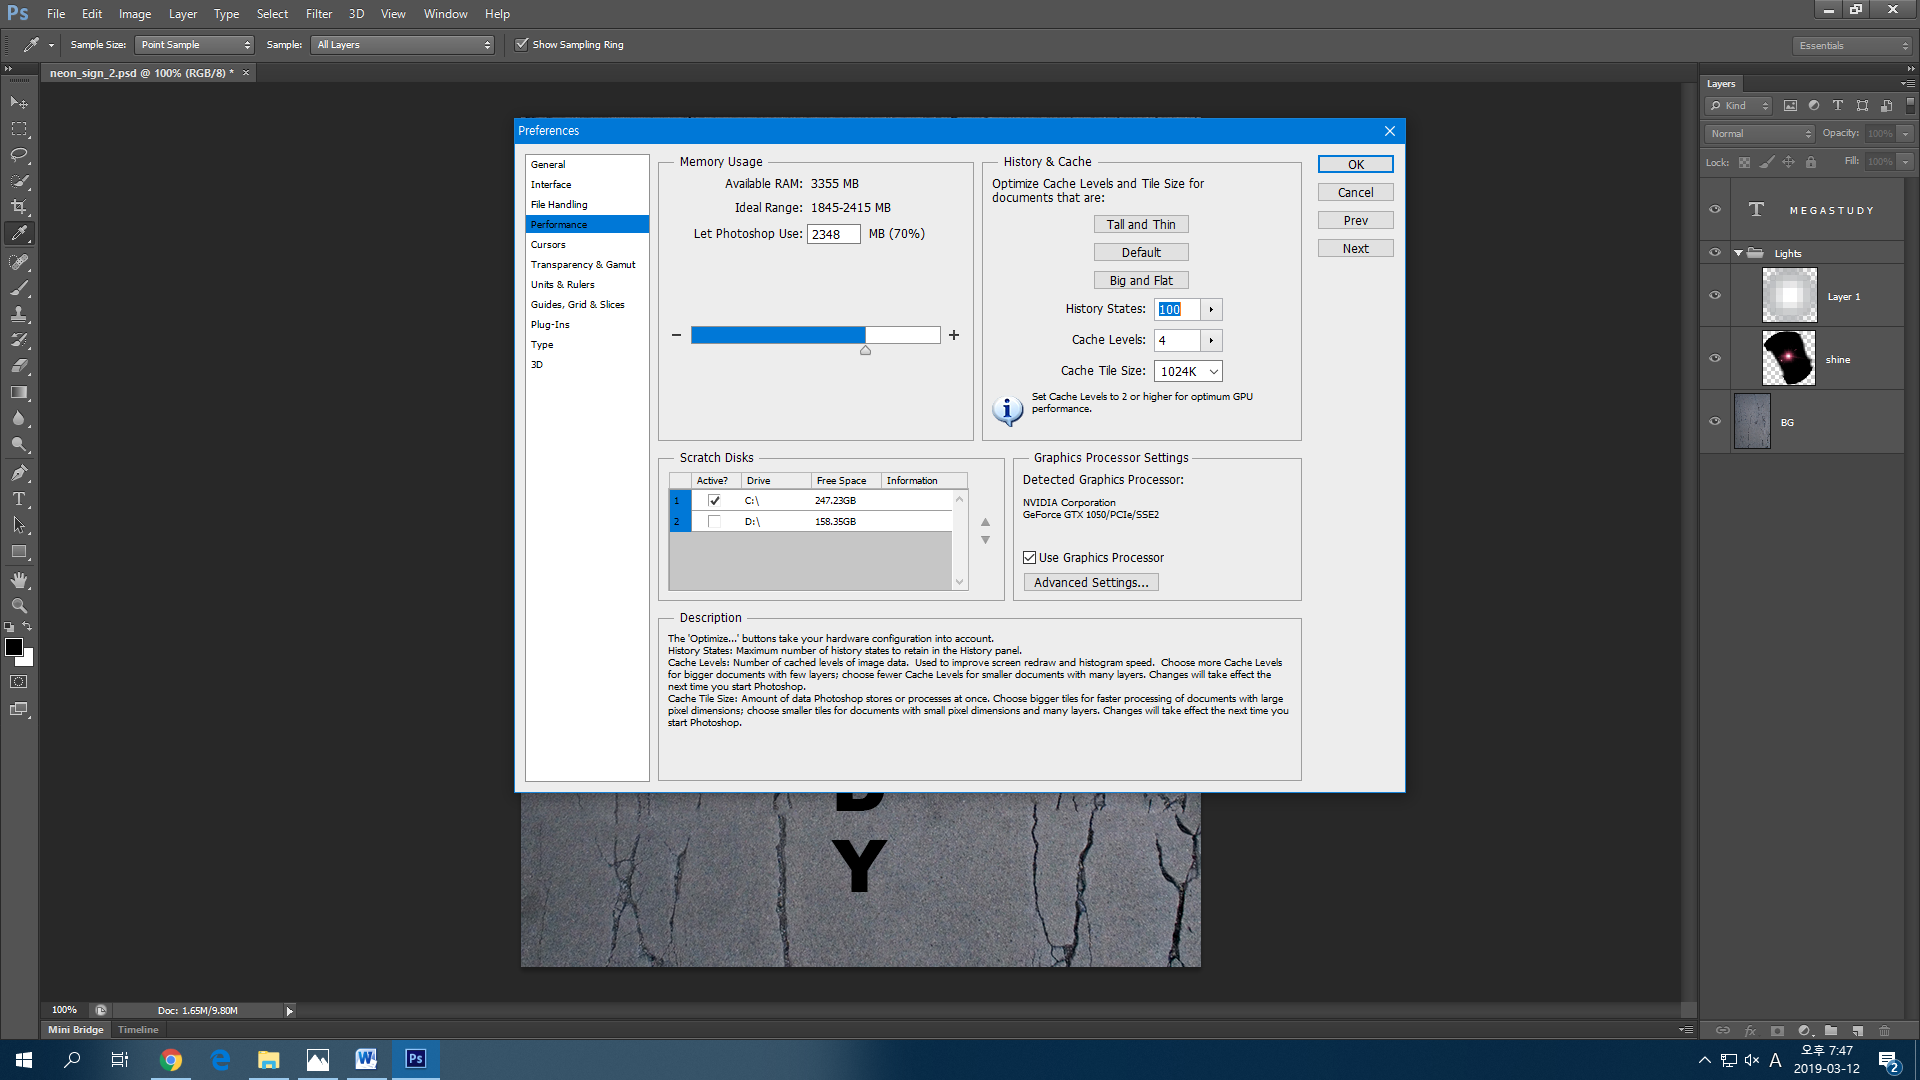 Ps File Edit Image Layer Type Select Filter 3D View Window Help
Sample Size: Point Sample Sample: All Layers Show Sampling Ring Essentials
neon_sign_2.psd @ 100% (RGB/8) * ×
Preferences
General
Interface
File Handling
Performance
Cursors
Transparency & Gamut
Units & Rulers
Guides, Grid & Slices
Plug-Ins
Type
3D
Memory Usage
Available RAM: 3355 MB
Ideal Range: 1845-2415 MB
Let Photoshop Use: 2348 MB (70%)
− +
History & Cache
Optimize Cache Levels and Tile Size for
documents that are:
Tall and Thin
Default
Big and Flat
History States: 100
Cache Levels: 4
Cache Tile Size: 1024K
i Set Cache Levels to 2 or higher for optimum GPU
performance.
OK
Cancel
Prev
Next
Scratch Disks
Active? Drive Free Space Information
1 C:\ 247.23GB
2 D:\ 158.35GB
Graphics Processor Settings
Detected Graphics Processor:
NVIDIA Corporation
GeForce GTX 1050/PCIe/SSE2
Use Graphics Processor
Advanced Settings...
Description
The 'Optimize...' buttons take your hardware configuration into account.
History States: Maximum number of history states to retain in the History panel.
Cache Levels: Number of cached levels of image data. Used to improve screen redraw and histogram speed. Choose more Cache Levels
for bigger documents with few layers; choose fewer Cache Levels for smaller documents with many layers. Changes will take effect the
next time you start Photoshop.
Cache Tile Size: Amount of data Photoshop stores or processes at once. Choose bigger tiles for faster processing of documents with large
pixel dimensions; choose smaller tiles for documents with small pixel dimensions and many layers. Changes will take effect the next time you
start Photoshop.
D
Y
Layers
Kind
Normal Opacity: 100%
Lock: Fill: 100%
T MEGASTUDY
Lights
Layer 1
shine
BG
fx
100% Doc: 1.65M/9.80M
Mini Bridge Timeline
W Ps
A 오후 7:47
2019-03-12
2